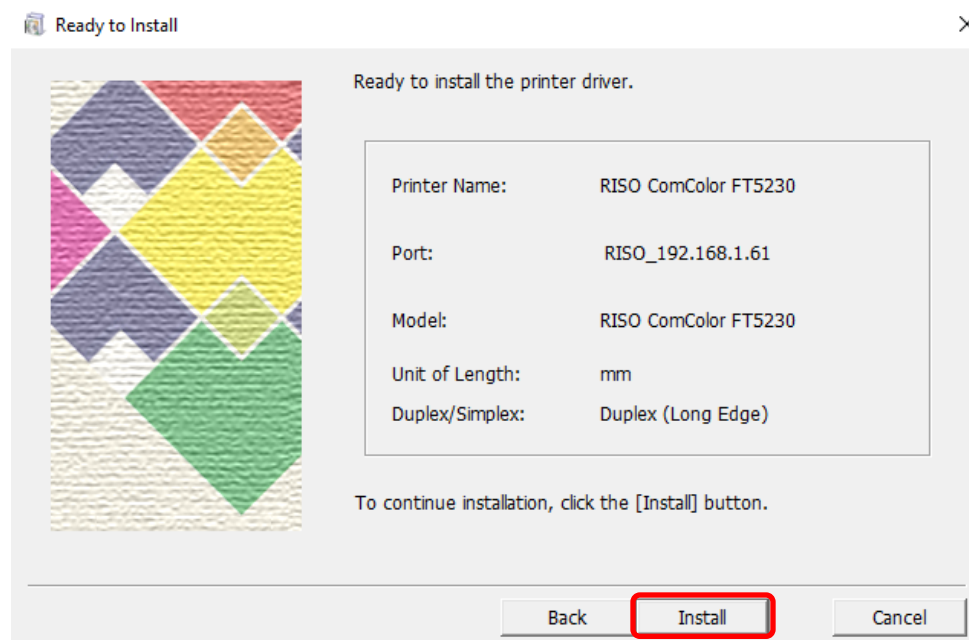 Ready to Install
Ready to install the printer driver.
Printer Name: RISO ComColor FT5230
Port: RISO_192.168.1.61
Model: RISO ComColor FT5230
Unit of Length: mm
Duplex/Simplex: Duplex (Long Edge)
To continue installation, click the [Install] button.
Back Install Cancel